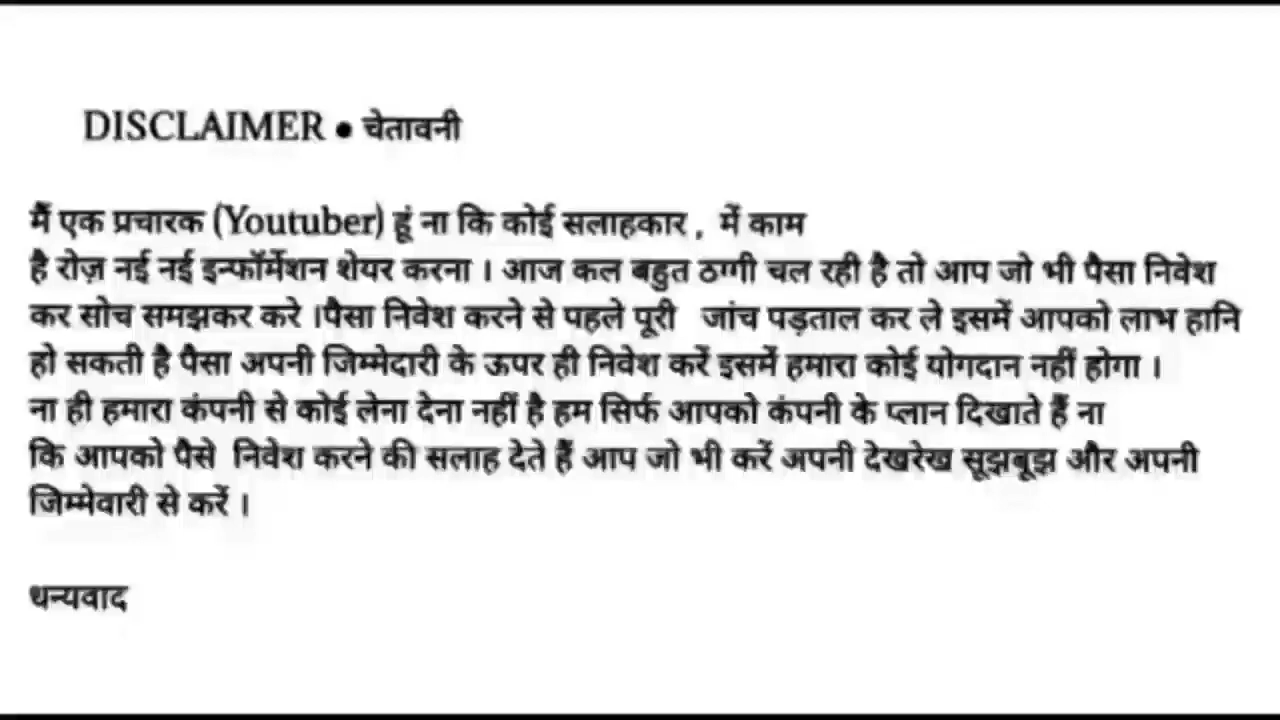 DISCLAIMER • चेतावनी
मैं एक प्रचारक (Youtuber) हूं ना कि कोई सलाहकार , में काम
है रोज़ नई नई इन्फॉर्मेशन शेयर करना । आज कल बहुत ठग्गी चल रही है तो आप जो भी पैसा निवेश
कर सोच समझकर करे ।पैसा निवेश करने से पहले पूरी जांच पड़ताल कर ले इसमें आपको लाभ हानि
हो सकती है पैसा अपनी जिम्मेदारी के ऊपर ही निवेश करें इसमें हमारा कोई योगदान नहीं होगा ।
ना ही हमारा कंपनी से कोई लेना देना नहीं है हम सिर्फ आपको कंपनी के प्लान दिखाते हैं ना
कि आपको पैसे निवेश करने की सलाह देते हैं आप जो भी करें अपनी देखरेख सूझबूझ और अपनी
जिम्मेवारी से करें ।
धन्यवाद